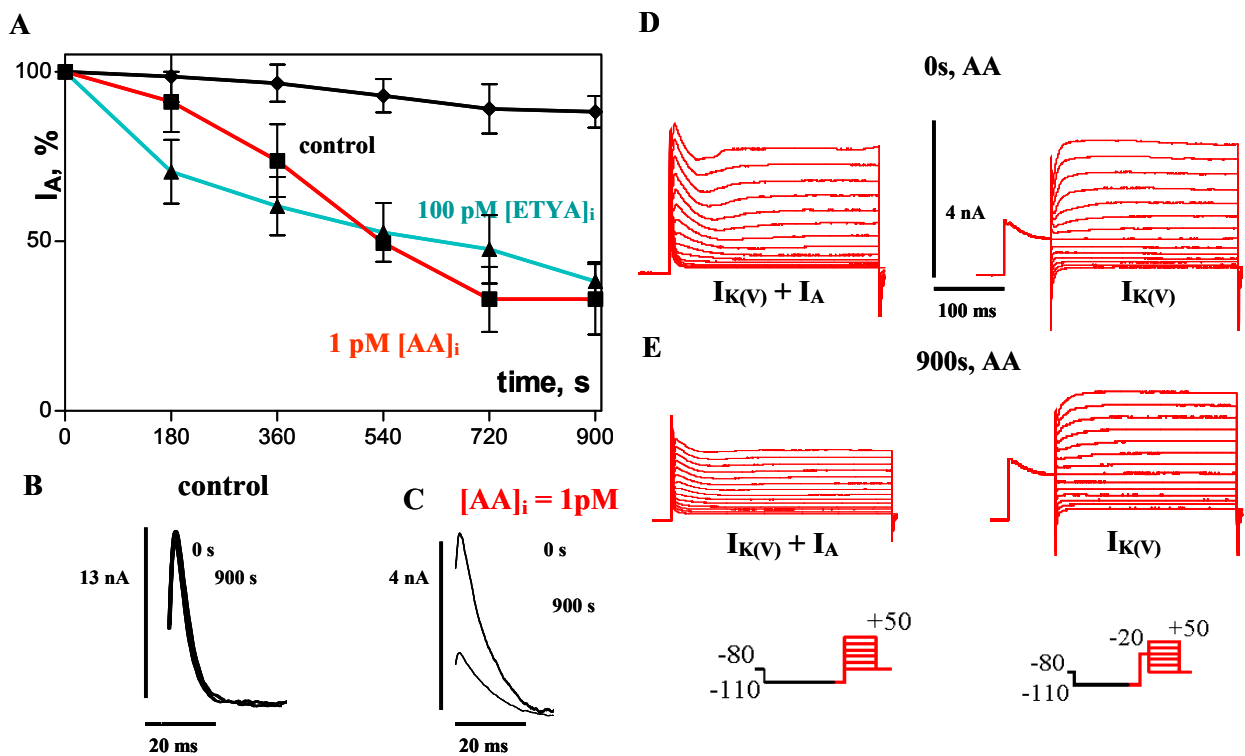 A
100
50
0
I_A, %
control
100 pM [ETYA]_i
1 pM [AA]_i
time, s
0 180 360 540 720 900
B
control
13 nA
0 s
900 s
20 ms
C
[AA]_i = 1pM
4 nA
0 s
900 s
20 ms
D
0s, AA
4 nA
100 ms
I_K(V) + I_A
I_K(V)
E
900s, AA
I_K(V) + I_A
I_K(V)
+50
-80
-110
-20 +50
-80
-110